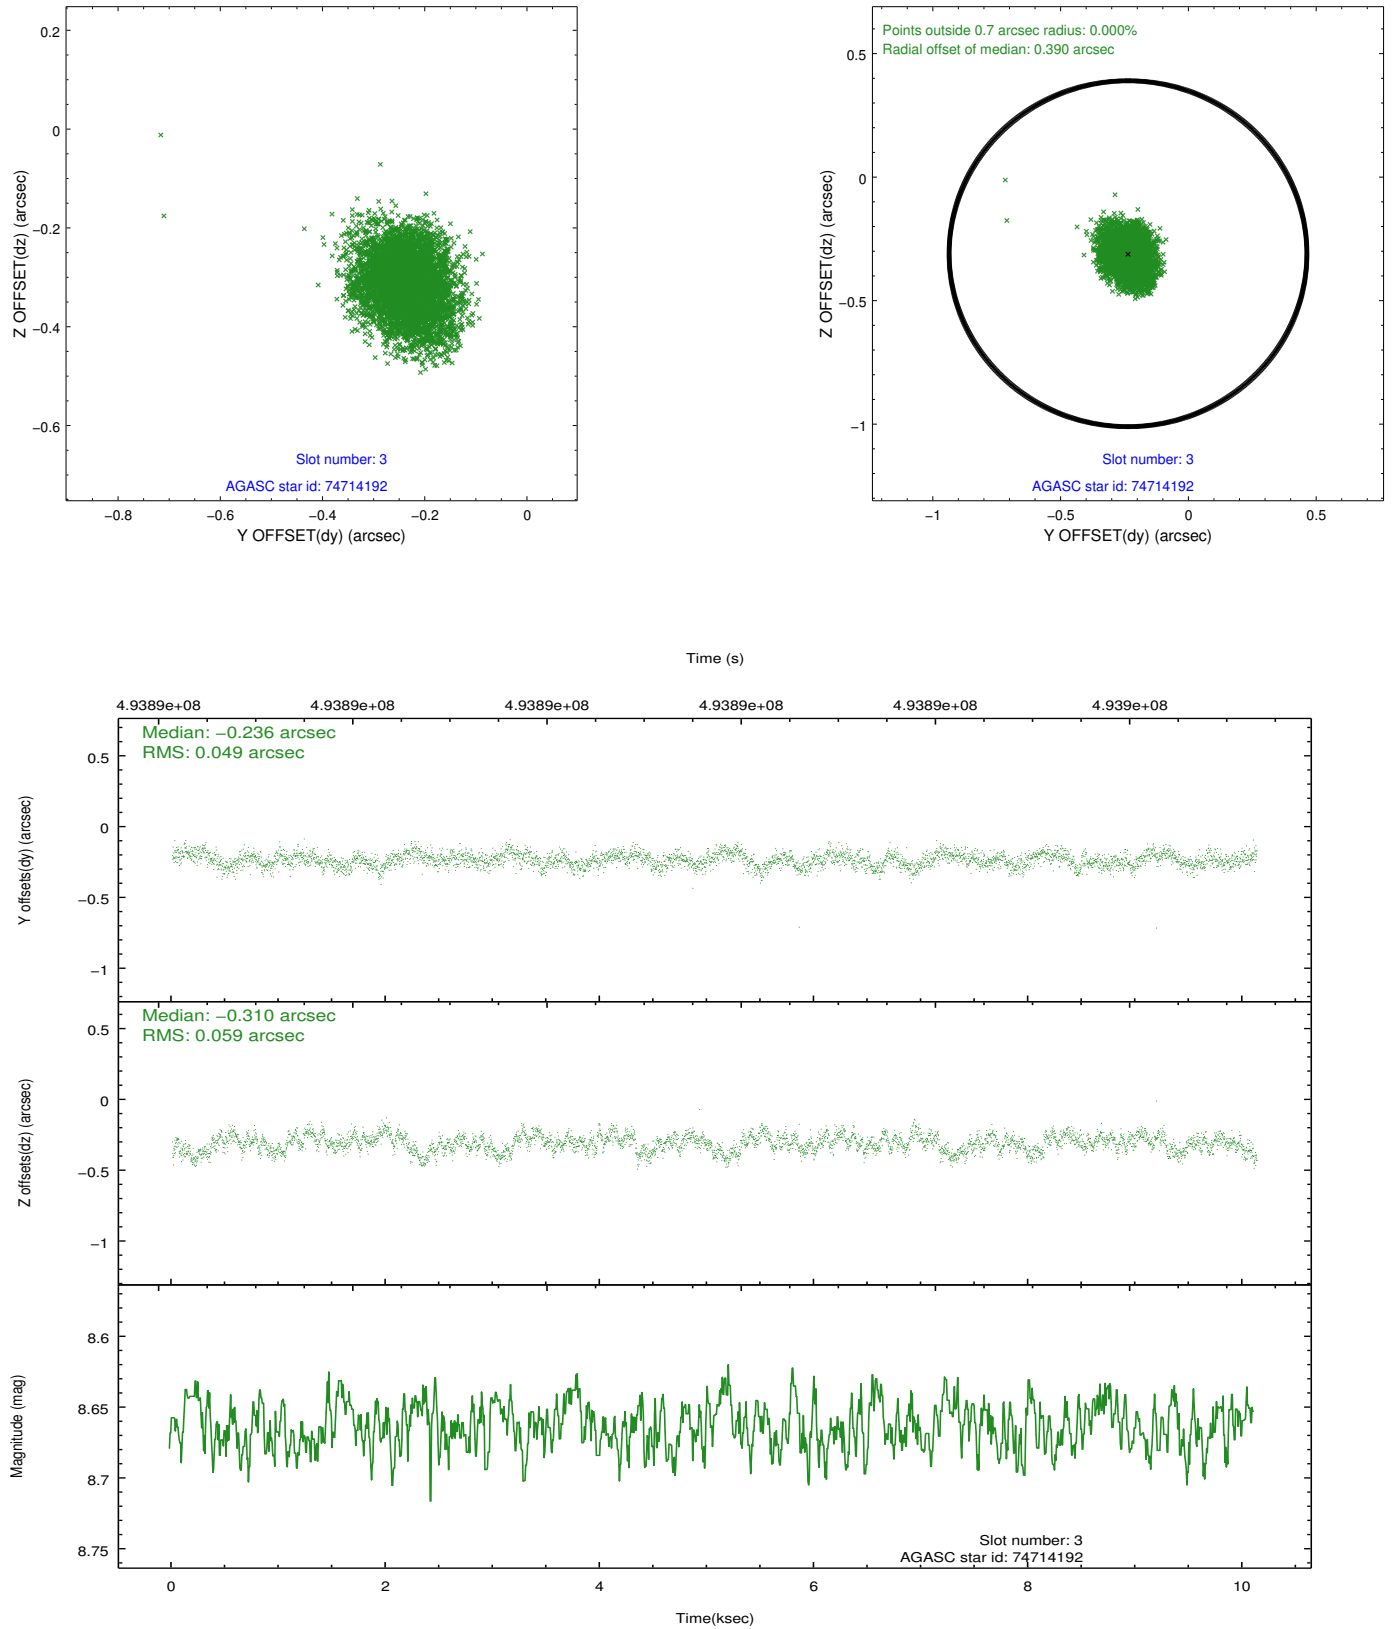 0.2
0
−0.2
−0.4
−0.6
Z OFFSET(dz) (arcsec)
Slot number: 3
AGASC star id: 74714192
−0.8
−0.6
−0.4
−0.2
0
Y OFFSET(dy) (arcsec)
Points outside 0.7 arcsec radius: 0.000%
Radial offset of median: 0.390 arcsec
0.5
0
−0.5
−1
Z OFFSET(dz) (arcsec)
Slot number: 3
AGASC star id: 74714192
−1
−0.5
0
0.5
Y OFFSET(dy) (arcsec)
Time (s)
4.9389e+08
4.9389e+08
4.9389e+08
4.9389e+08
4.9389e+08
4.939e+08
Median: −0.236 arcsec
RMS: 0.049 arcsec
0.5
0
−0.5
−1
Y offsets(dy) (arcsec)
Median: −0.310 arcsec
RMS: 0.059 arcsec
0.5
0
−0.5
−1
Z offsets(dz) (arcsec)
8.6
8.65
8.7
8.75
Magnitude (mag)
Slot number: 3
AGASC star id: 74714192
0
2
4
6
8
10
Time(ksec)